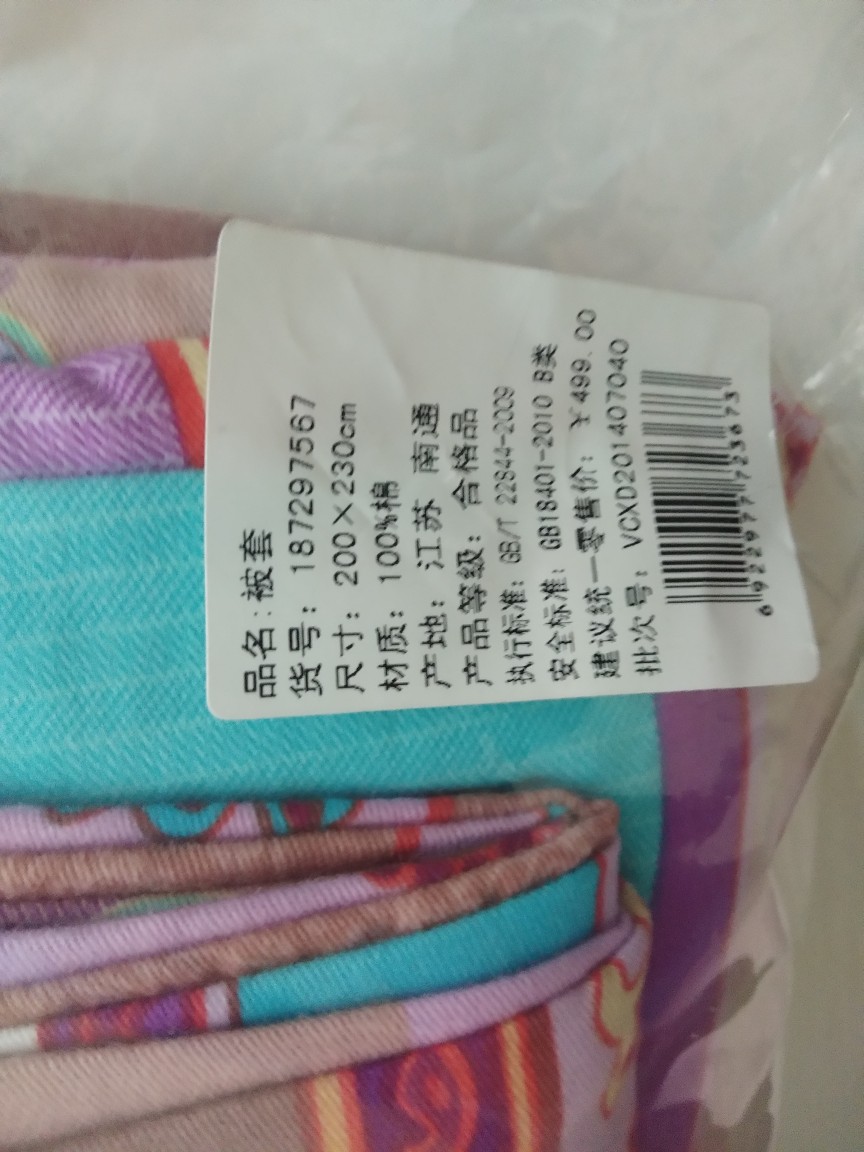 品名：被套
货号：187297567
尺寸：200×230cm
材质：100%棉
产地：江苏 南通
产品等级：合格品
执行标准：GB/T 22844-2009
安全标准：GB18401-2010 B类
建议统一零售价：￥499.00
批次号：VCXD201407040
6922977723673